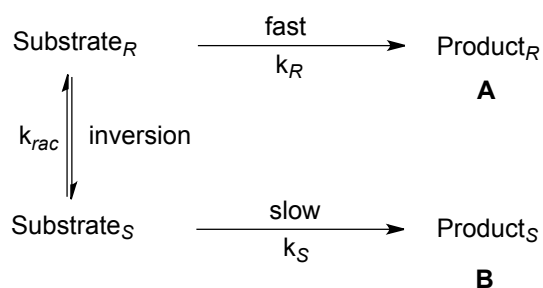 Substrate_R
fast
k_R
Product_R
A
k_rac
inversion
Substrate_S
slow
k_S
Product_S
B